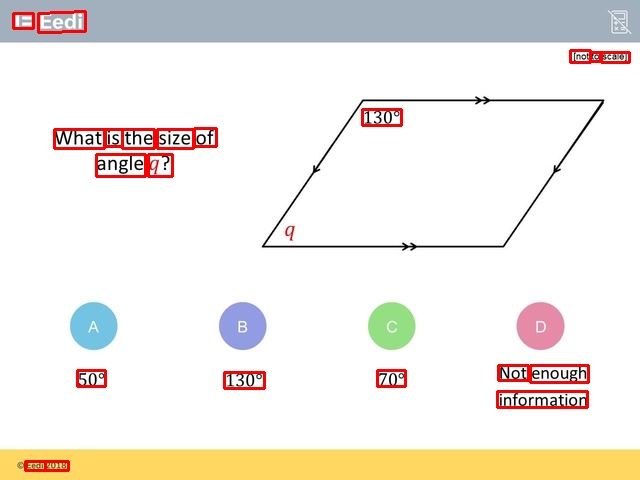 Eedi
[not to scale]
130°
What is the size of
angle q?
q
A B C D
50° 130° 70° Not enough
information
© Eedi 2018